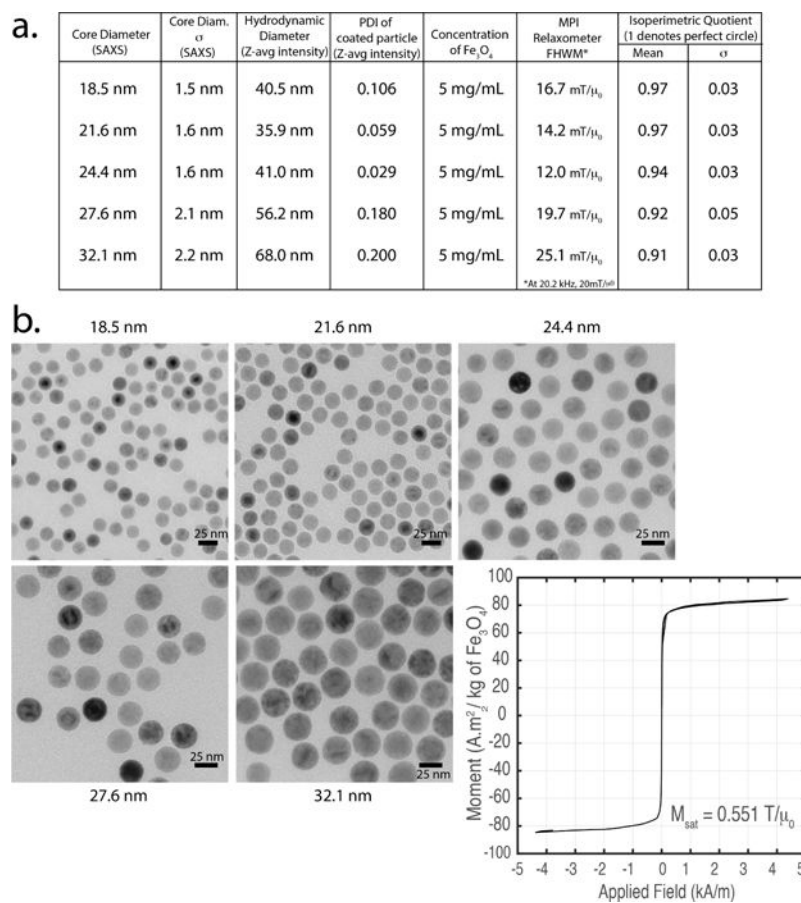 a.
Core Diameter (SAXS)
Core Diam. σ (SAXS)
Hydrodynamic Diameter (Z-avg intensity)
PDI of coated particle (Z-avg intensity)
Concentration of Fe₃O₄
MPI Relaxometer FHWM*
Isoperimetric Quotient (1 denotes perfect circle)
Mean σ
18.5 nm 1.5 nm 40.5 nm 0.106 5 mg/mL 16.7 mT/μ₀ 0.97 0.03
21.6 nm 1.6 nm 35.9 nm 0.059 5 mg/mL 14.2 mT/μ₀ 0.97 0.03
24.4 nm 1.6 nm 41.0 nm 0.029 5 mg/mL 12.0 mT/μ₀ 0.94 0.03
27.6 nm 2.1 nm 56.2 nm 0.180 5 mg/mL 19.7 mT/μ₀ 0.92 0.05
32.1 nm 2.2 nm 68.0 nm 0.200 5 mg/mL 25.1 mT/μ₀ 0.91 0.03
*At 20.2 kHz, 20mT/μ0
b.
18.5 nm 21.6 nm 24.4 nm
25 nm 25 nm 25 nm
25 nm 25 nm
27.6 nm 32.1 nm
Moment (A.m²/ kg of Fe₃O₄)
100
80
60
40
20
0
-20
-40
-60
-80
-100
M_sat = 0.551 T/μ₀
-5 -4 -3 -2 -1 0 1 2 3 4 5
Applied Field (kA/m)